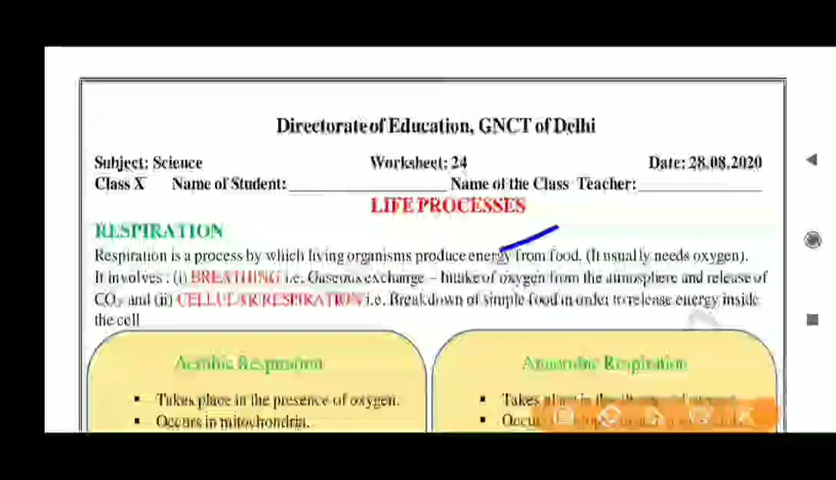 Directorate of Education, GNCT of Delhi
Subject: Science Worksheet: 24 Date: 28.08.2020
Class X Name of Student: Name of the Class Teacher:
LIFE PROCESSES
RESPIRATION
Respiration is a process by which living organisms produce energy from food. (It usually needs oxygen).
It involves : (i) BREATHING i.e. Gaseous exchange – Intake of oxygen from the atmosphere and release of
CO₂ and (ii) CELLULAR RESPIRATION i.e. Breakdown of simple food in order to release energy inside
the cell
Aerobic Respiration
▪ Takes place in the presence of oxygen.
▪ Occurs in mitochondria.
Anaerobic Respiration
▪ Takes place in the